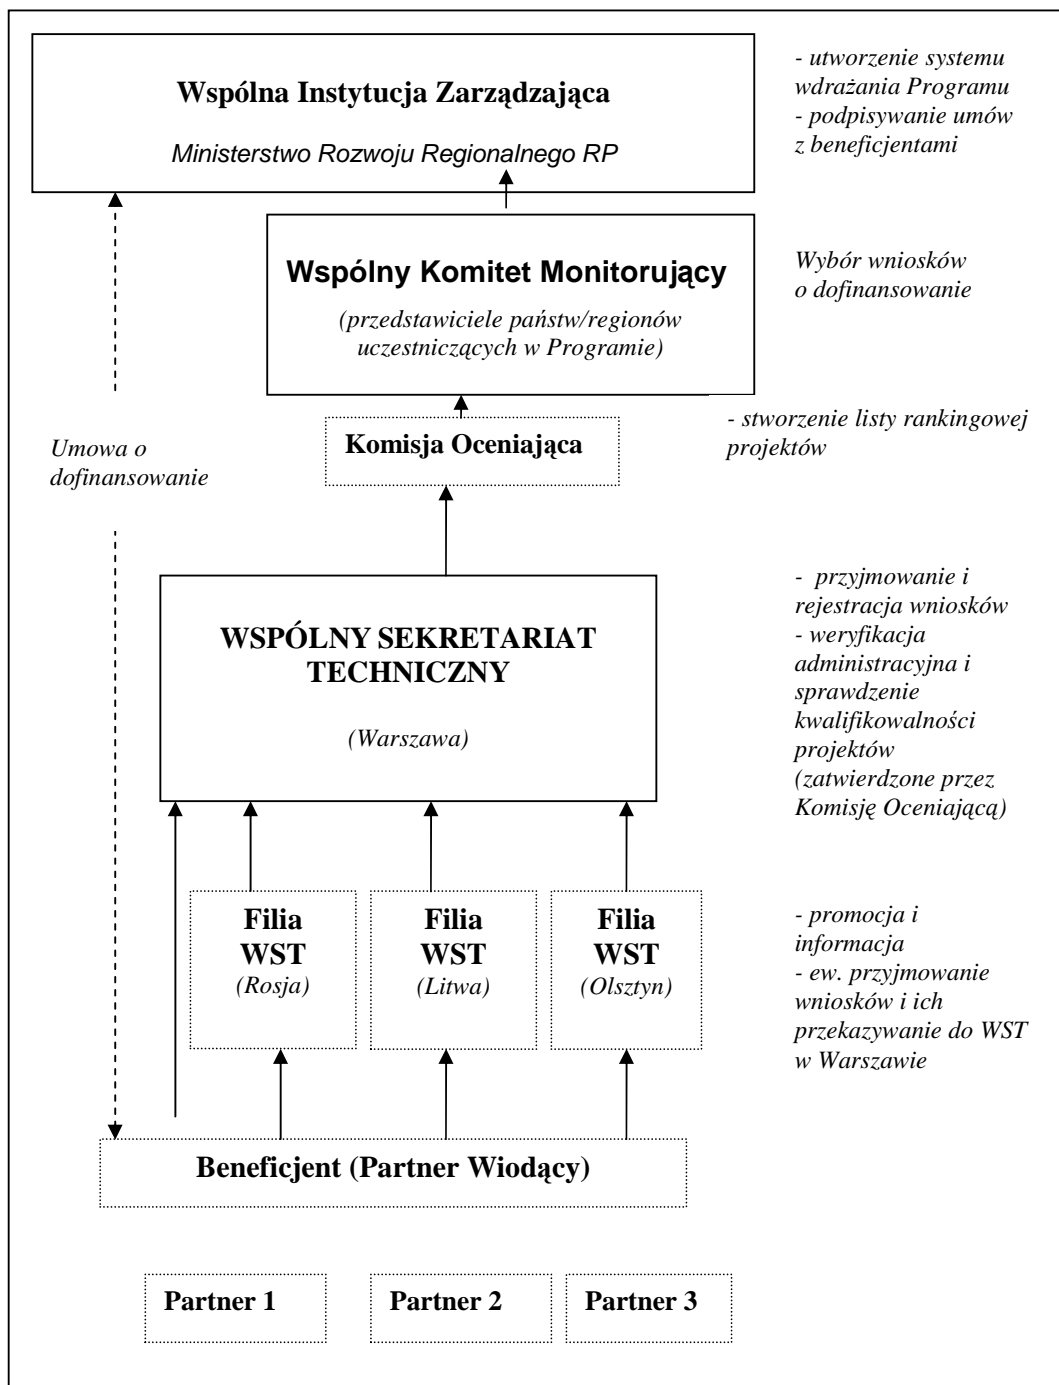 Wspólna Instytucja Zarządzająca
Ministerstwo Rozwoju Regionalnego RP
- utworzenie systemu
wdrażania Programu
- podpisywanie umów
z beneficjentami
Wspólny Komitet Monitorujący
(przedstawiciele państw/regionów
uczestniczących w Programie)
Wybór wniosków
o dofinansowanie
Komisja Oceniająca
- stworzenie listy rankingowej
projektów
Umowa o
dofinansowanie
WSPÓLNY SEKRETARIAT
TECHNICZNY
(Warszawa)
- przyjmowanie i
rejestracja wniosków
- weryfikacja
administracyjna i
sprawdzenie
kwalifikowalności
projektów
(zatwierdzone przez
Komisję Oceniającą)
Filia
WST
(Rosja)
Filia
WST
(Litwa)
Filia
WST
(Olsztyn)
- promocja i
informacja
- ew. przyjmowanie
wniosków i ich
przekazywanie do WST
w Warszawie
Beneficjent (Partner Wiodący)
Partner 1
Partner 2
Partner 3